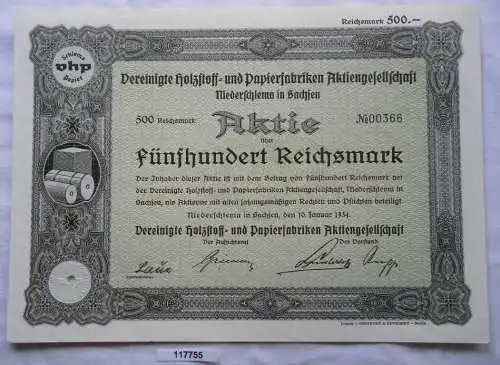 Reichsmark 500.—
Schlema
vhp
Papier
Vereinigte Holzstoff- und Papierfabriken Aktiengesellschaft
Niederschlema in Sachsen
500 Reichsmark
Aktie
№00366
über
Fünfhundert Reichsmark
Der Inhaber dieser Aktie ist mit dem Betrag von fünfhundert Reichsmark bei
der Vereinigte Holzstoff- und Papierfabriken Aktiengesellschaft, Niederschlema in
Sachsen, als Aktionär mit allen satzungsmäßigen Rechten und Pflichten beteiligt
Niederschlema in Sachsen, den 10. Januar 1934.
Vereinigte Holzstoff- und Papierfabriken Aktiengesellschaft
Der Aufsichtsrat
Der Vorstand
117755